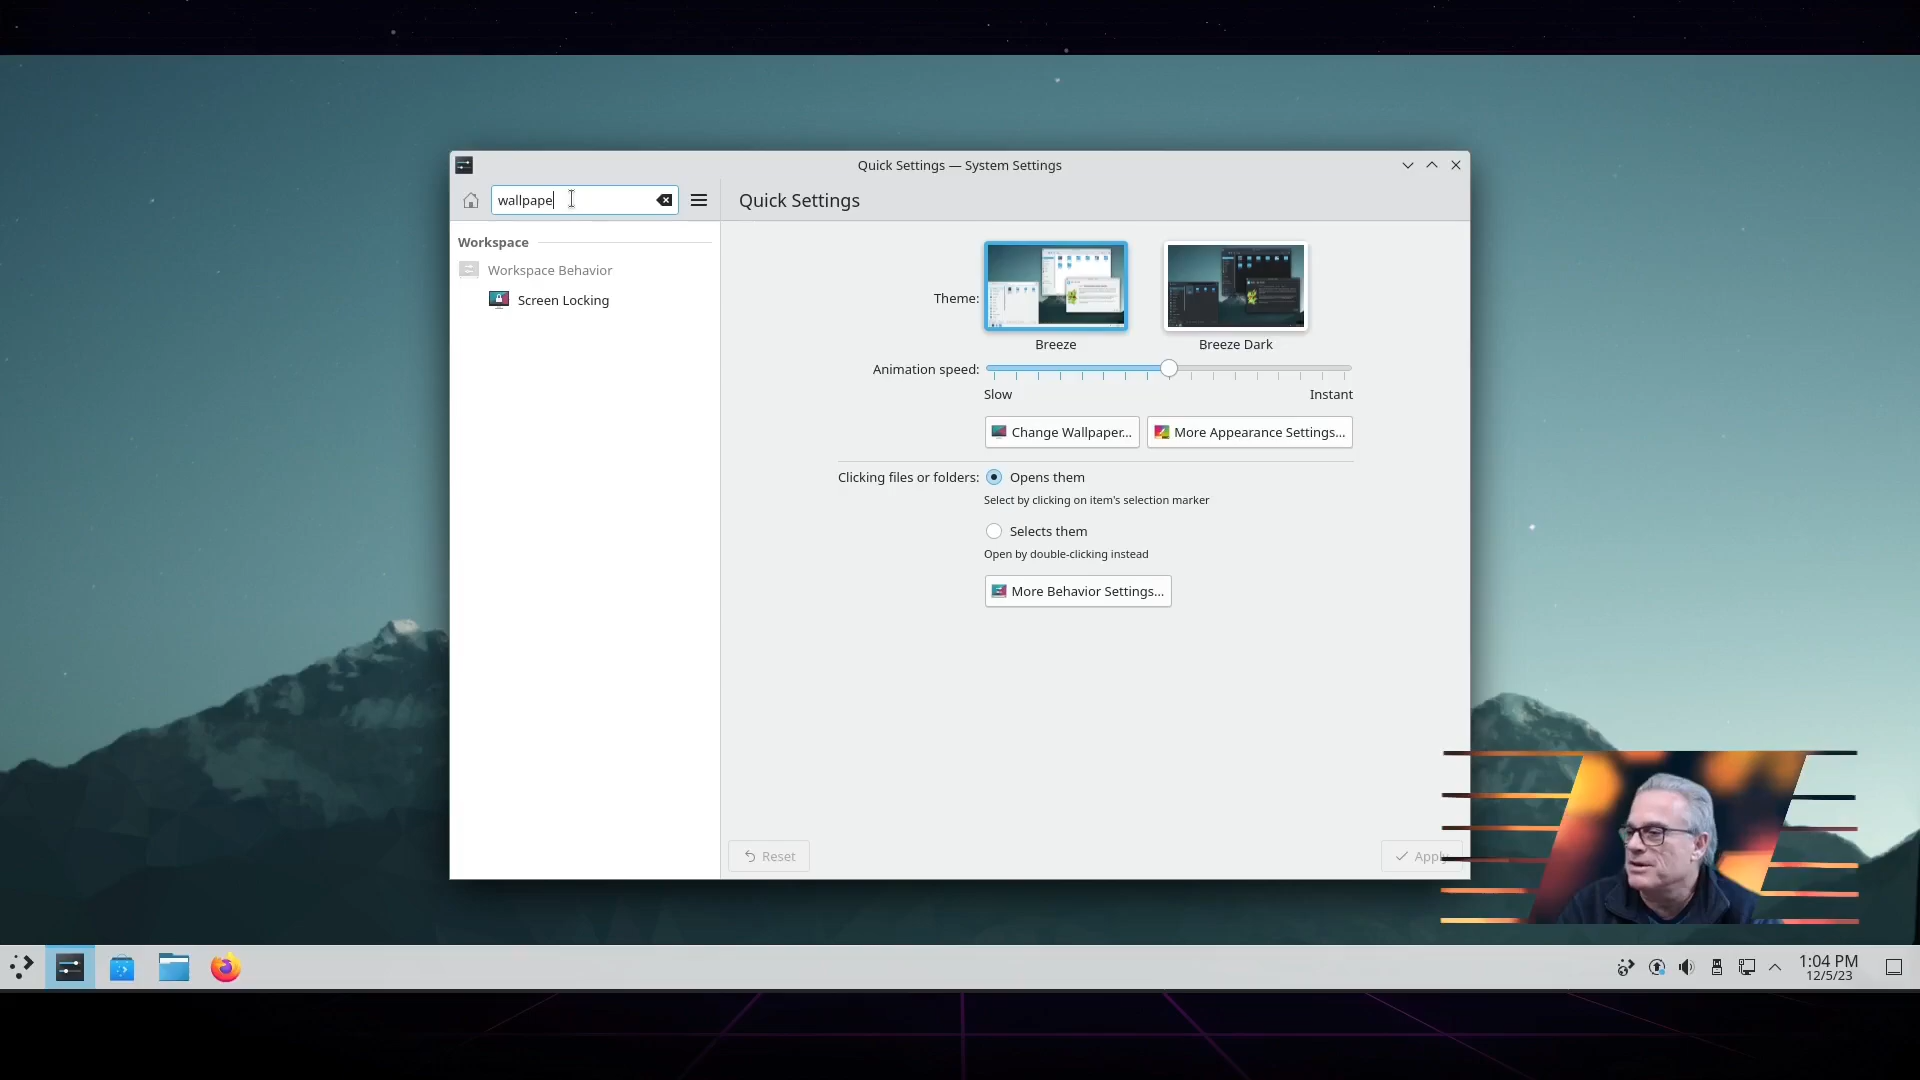 Quick Settings — System Settings
wallpape
Quick Settings
Workspace
Workspace Behavior
Screen Locking
Theme:
Breeze
Breeze Dark
Animation speed:
Slow
Instant
Change Wallpaper...
More Appearance Settings...
Clicking files or folders:
Opens them
Select by clicking on item's selection marker
Selects them
Open by double-clicking instead
More Behavior Settings...
Reset
Apply
1:04 PM
12/5/23